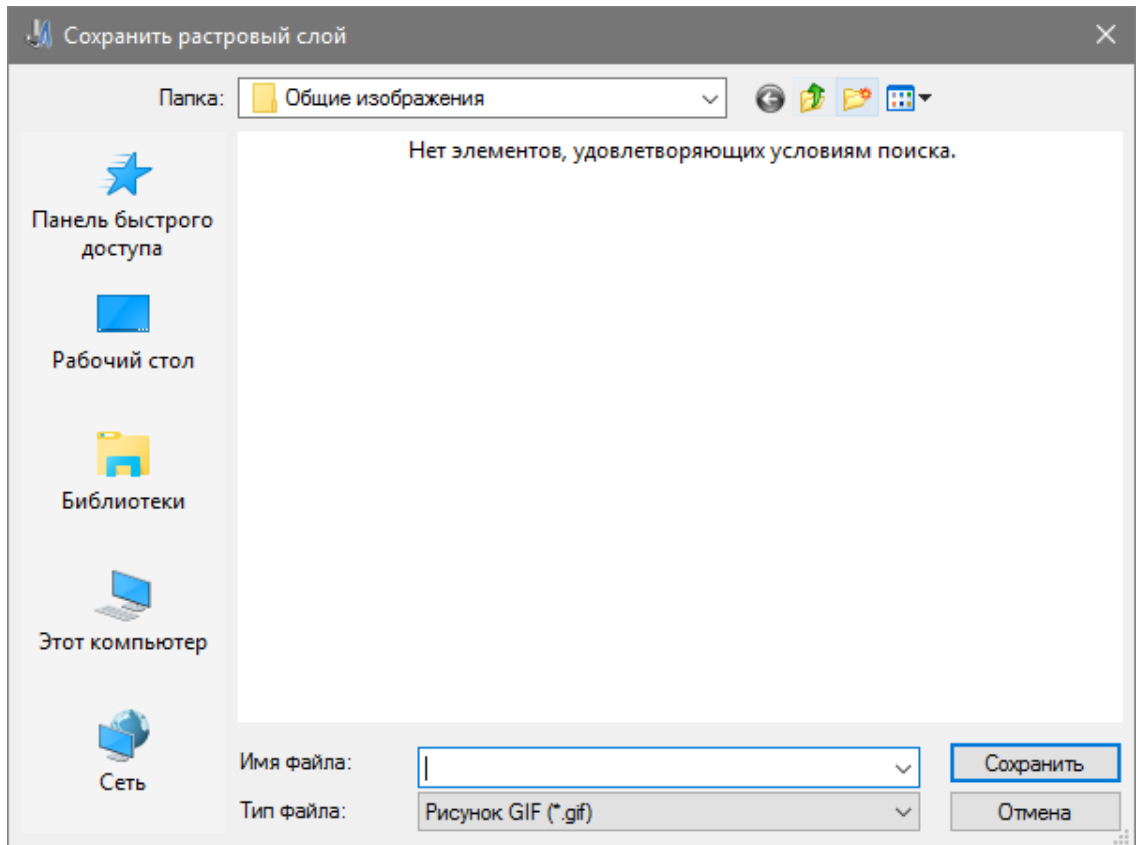 Сохранить растровый слой
Папка:
Общие изображения
Нет элементов, удовлетворяющих условиям поиска.
Панель быстрого
доступа
Рабочий стол
Библиотеки
Этот компьютер
Сеть
Имя файла:
Сохранить
Тип файла:
Рисунок GIF (*.gif)
Отмена